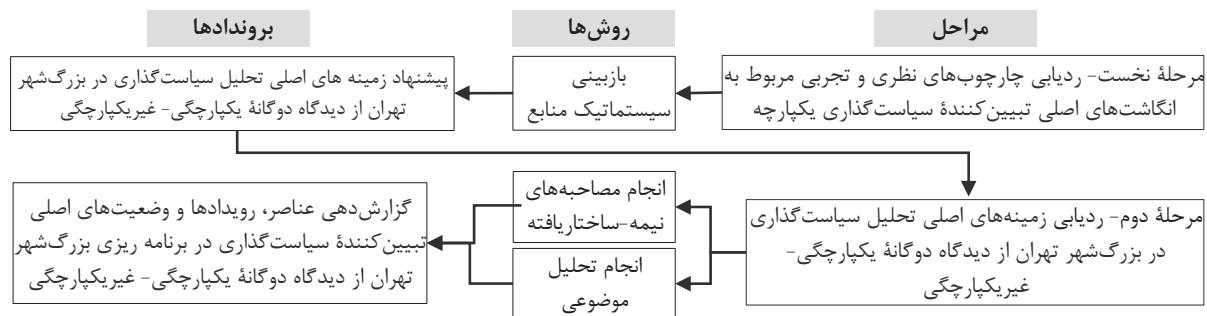 مراحل
روش‌ها
بروندادها
مرحلهٔ نخست- ردیابی چارچوب‌های نظری و تجربی مربوط به
انگاشت‌های اصلی تبیین‌کنندهٔ سیاست‌گذاری یکپارچه
بازبینی
سیستماتیک منابع
پیشنهاد زمینه های اصلی تحلیل سیاست‌گذاری در بزرگ‌شهر
تهران از دیدگاه دوگانهٔ یکپارچگی- غیریکپارچگی
مرحلهٔ دوم- ردیابی زمینه‌های اصلی تحلیل سیاست‌گذاری
در بزرگ‌شهر تهران از دیدگاه دوگانهٔ یکپارچگی-
غیریکپارچگی
انجام مصاحبه‌های
نیمه-ساختاریافته
انجام تحلیل
موضوعی
گزارش‌دهی عناصر، رویدادها و وضعیت‌های اصلی
تبیین‌کنندهٔ سیاست‌گذاری در برنامه ریزی بزرگ‌شهر
تهران از دیدگاه دوگانهٔ یکپارچگی- غیریکپارچگی